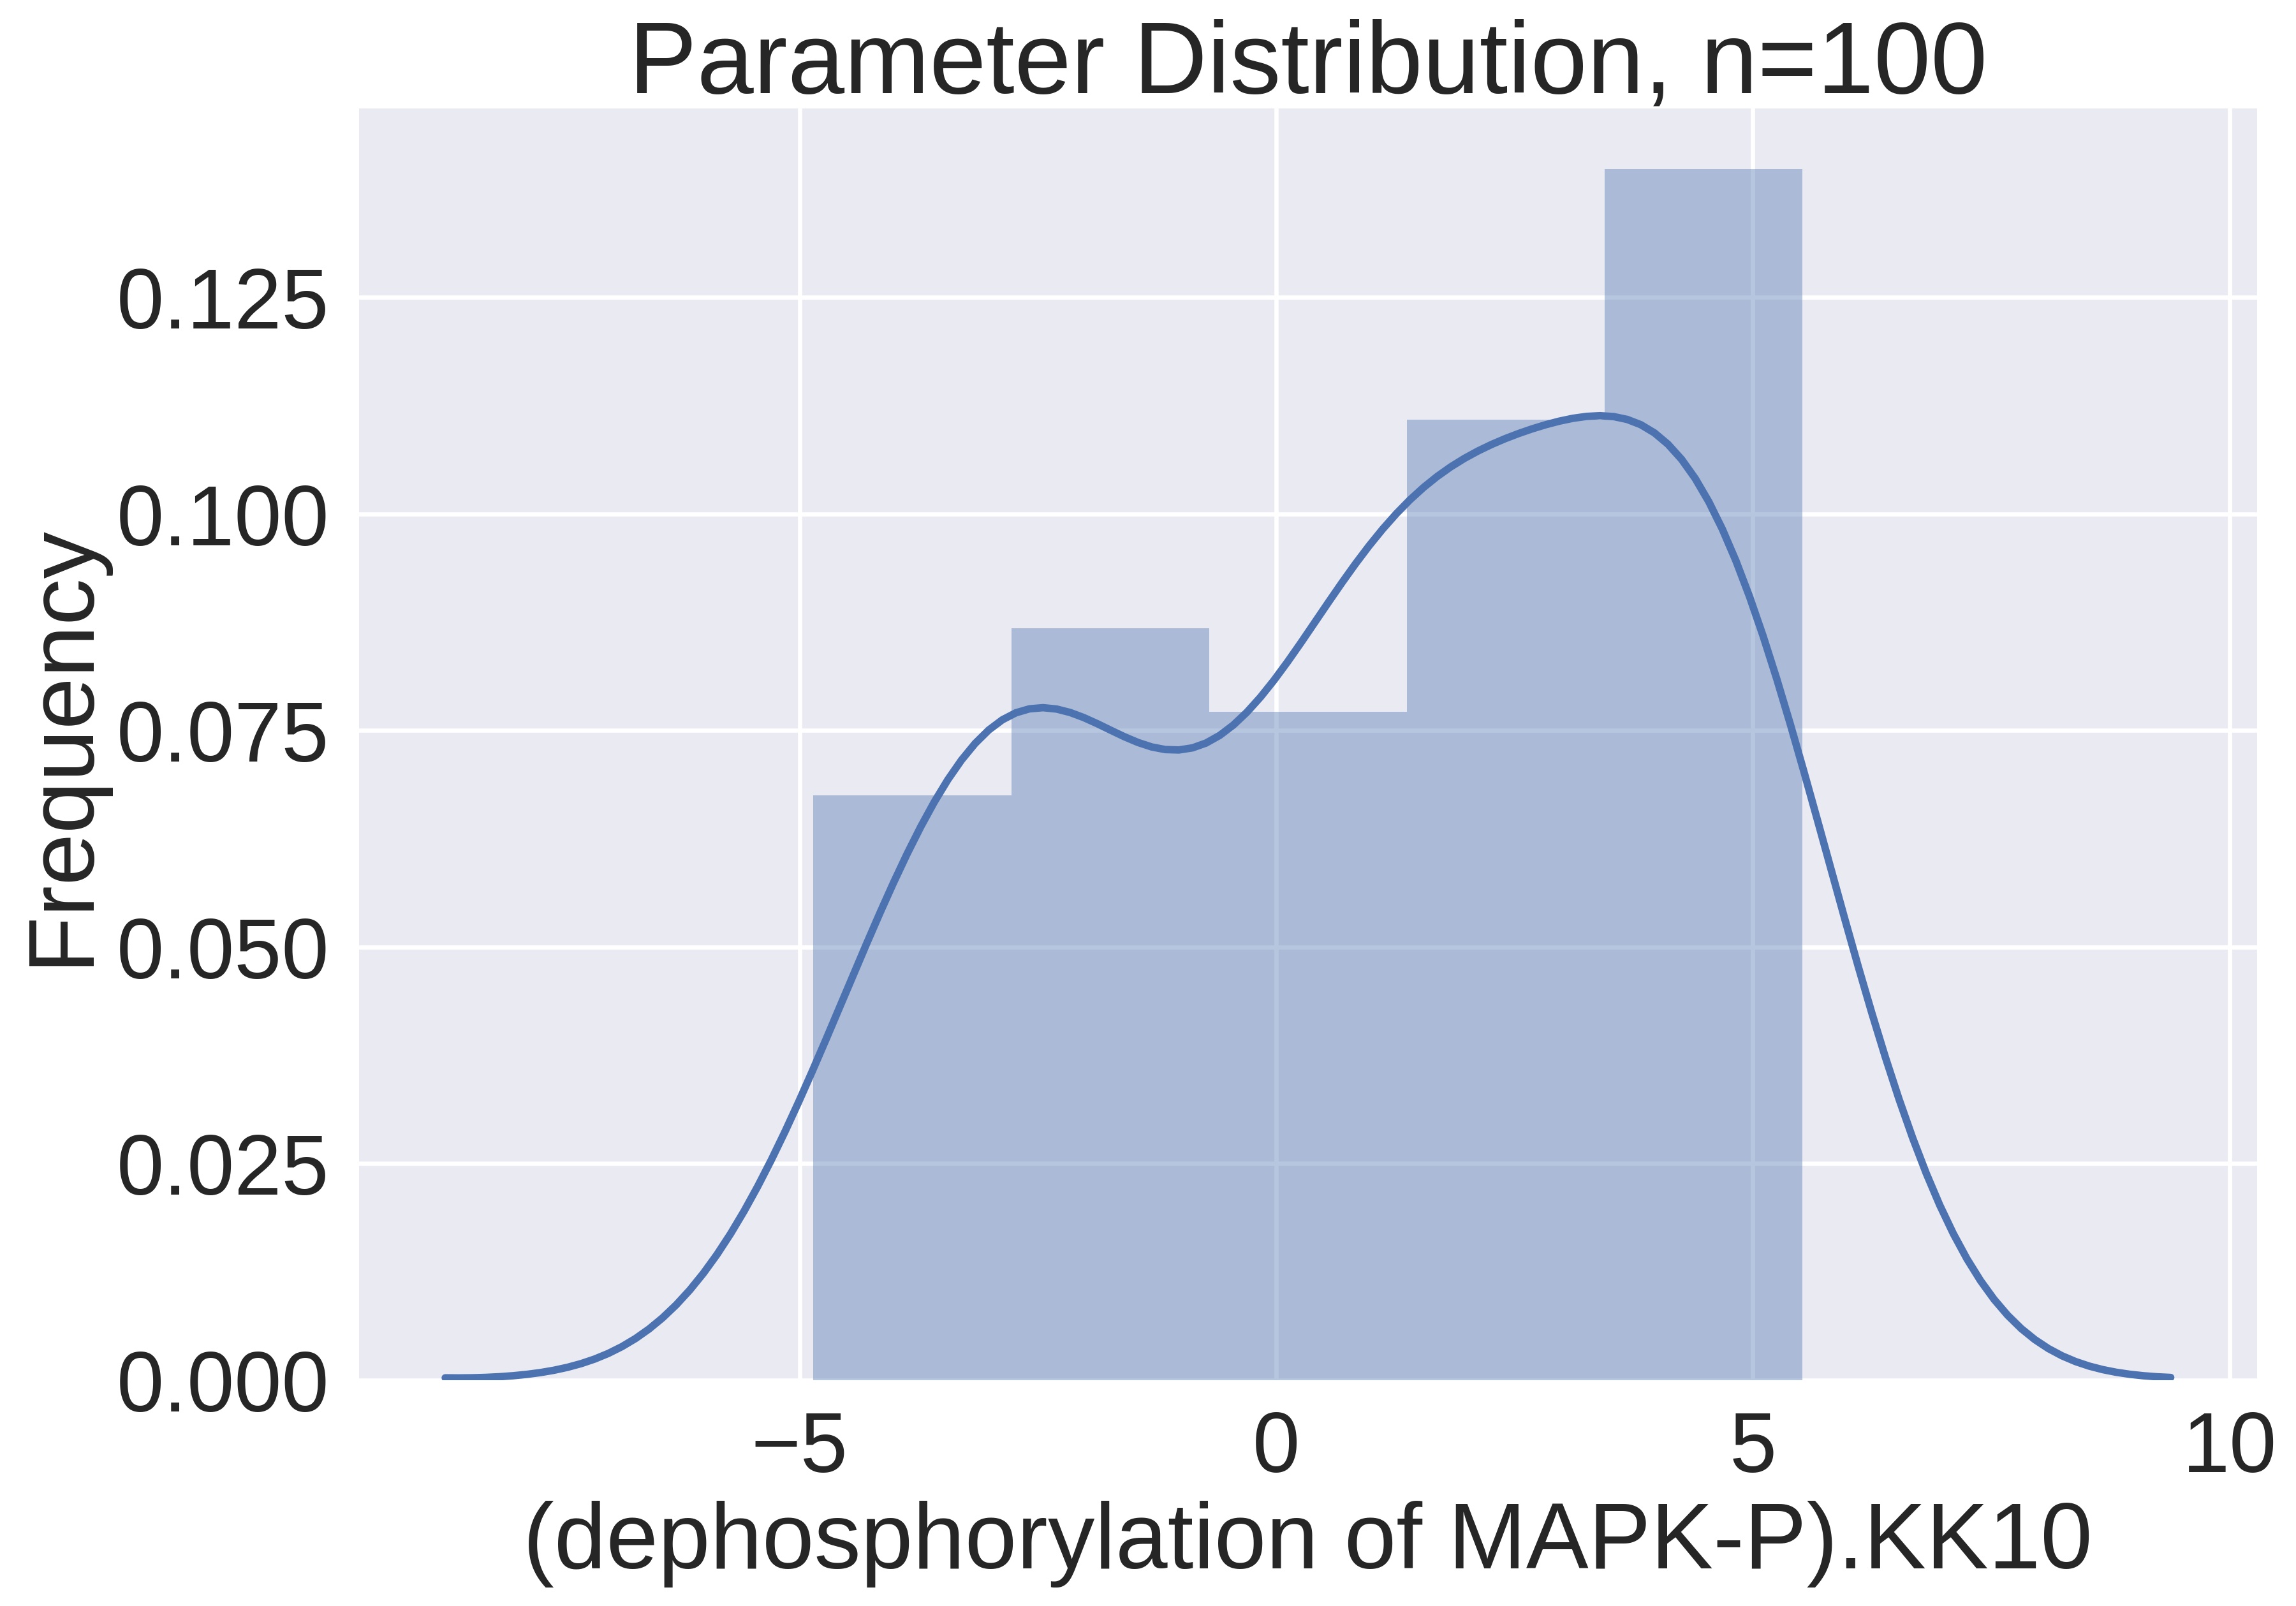 Parameter Distribution, n=100
Frequency
0.125
0.100
0.075
0.050
0.025
0.000
−5 0 5 10
(dephosphorylation of MAPK-P).KK10